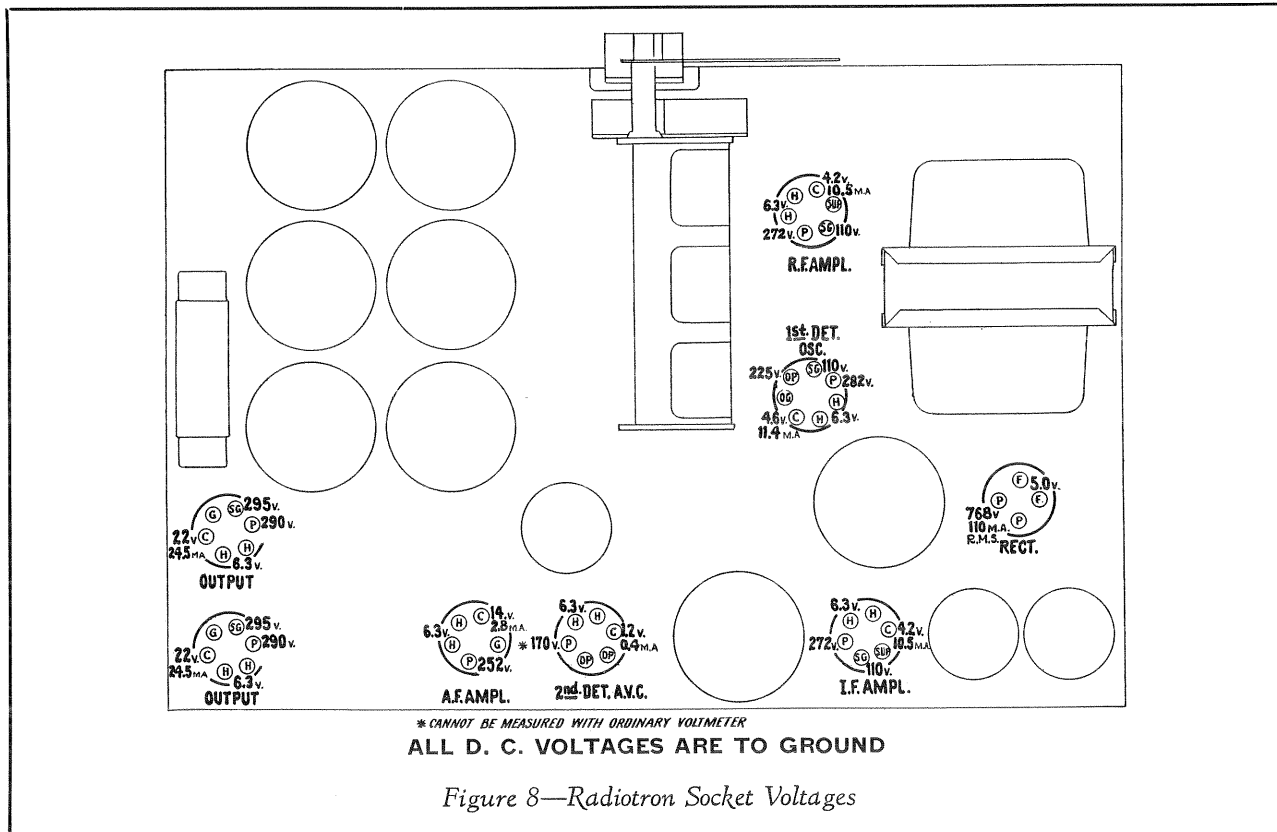 4.2V.
H C 10.5 M.A
6.3V. H SUP
272V. P SG 110V.
R.F.AMPL.
1st. DET.
OSC.
225V. OP SG 110V.
P 282V.
OG H
4.6V. C H 6.3V.
11.4 M.A
G SG 295V.
P 290V.
22V C
24.5 MA H H
6.3V.
OUTPUT
F 5.0V.
P F.
768V
110 M.A. P
R.M.S.
RECT.
G SG 295V.
P 290V.
22V. C
24.5 MA H H
6.3V.
OUTPUT
H C 14.V.
2.8 M.A.
6.3V. H G
P 252V.
A.F.AMPL.
6.3V. H H
C 1.2V.
* 170V. P 0.4 M.A
DP DP
2nd. DET. A.V.C.
6.3V. H
H C 4.2V.
272V. P 10.5 M.A.
SG SUP
110V.
I.F. AMPL.
* CANNOT BE MEASURED WITH ORDINARY VOLTMETER
ALL D. C. VOLTAGES ARE TO GROUND
Figure 8—Radiotron Socket Voltages